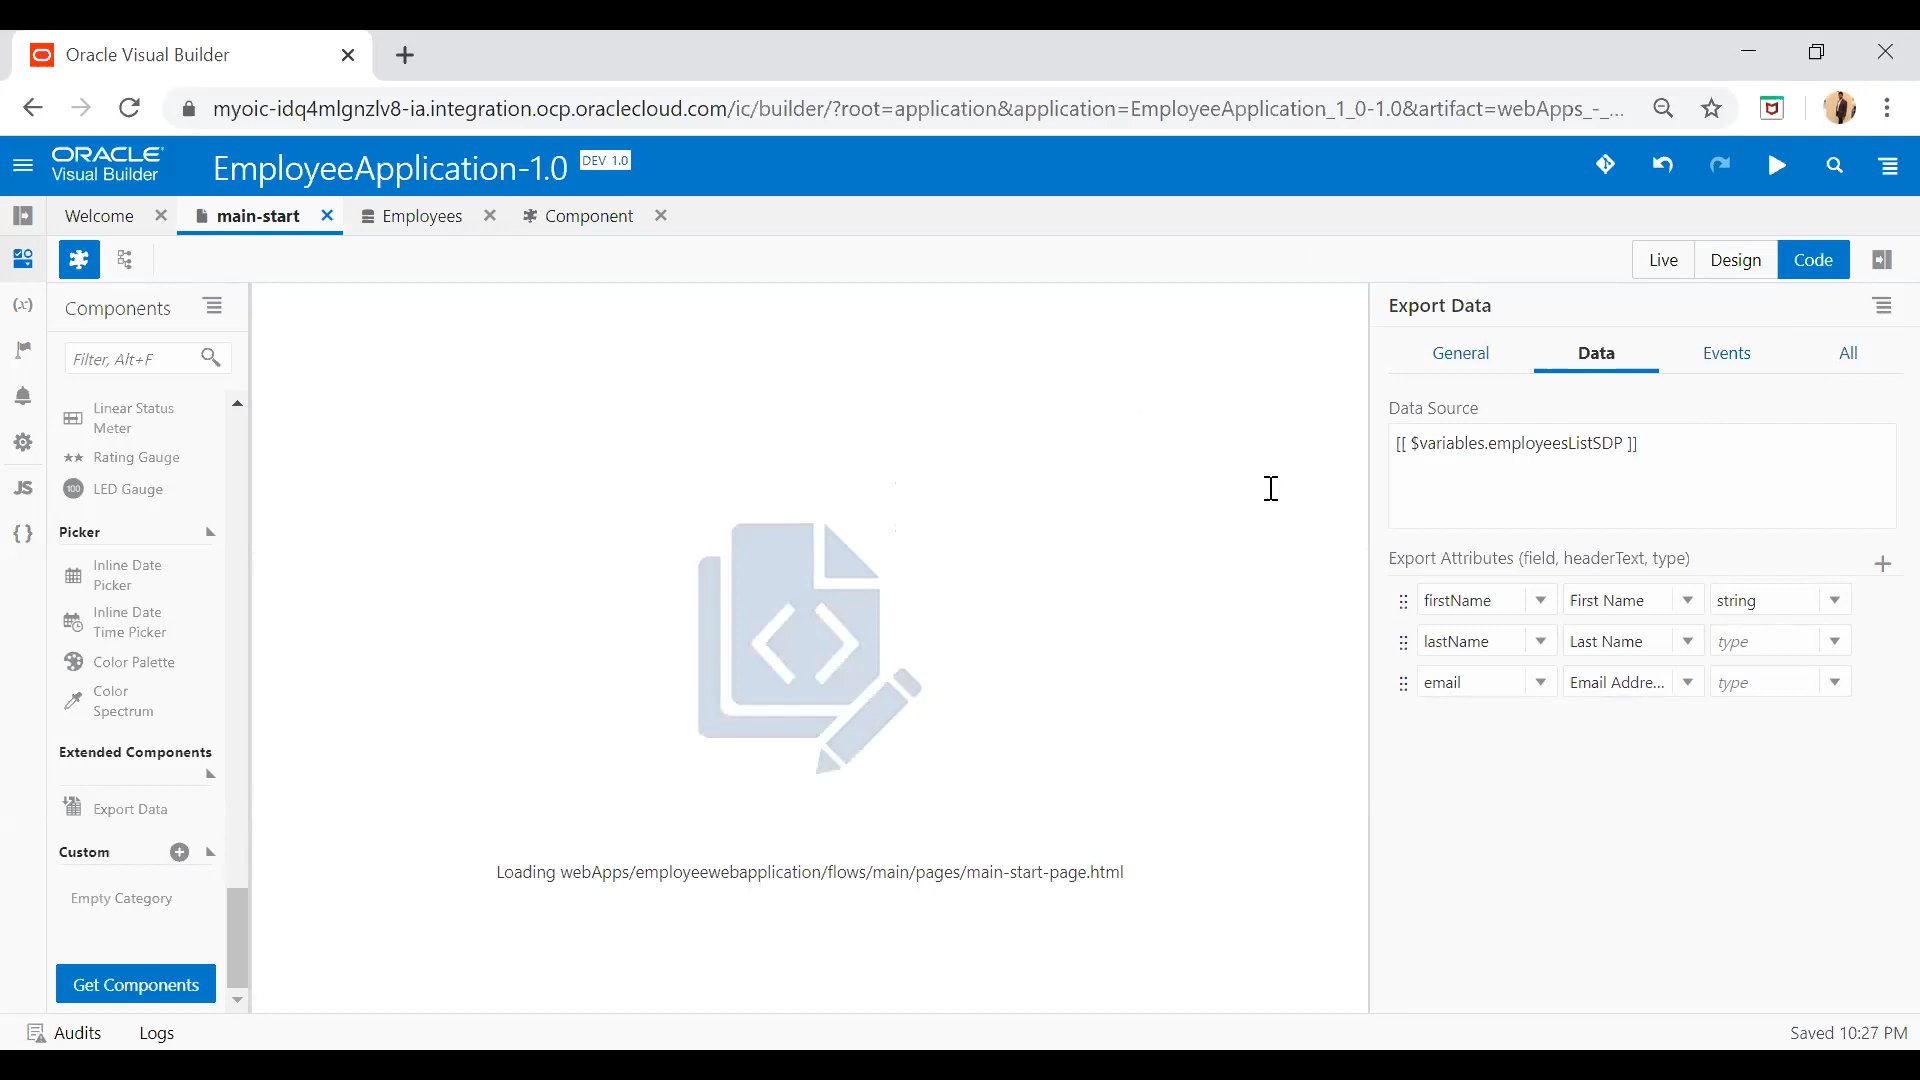 Oracle Visual Builder
myoic-idq4mlgnzlv8-ia.integration.ocp.oraclecloud.com/ic/builder/?root=application&application=EmployeeApplication_1_0-1.0&artifact=webApps_-_...
ORACLE
Visual Builder
EmployeeApplication-1.0
DEV 1.0
Welcome
main-start
Employees
Component
Live
Design
Code
Components
Filter, Alt+F
Linear Status
Meter
Rating Gauge
100
LED Gauge
Picker
Inline Date
Picker
Inline Date
Time Picker
Color Palette
Color
Spectrum
Extended Components
Export Data
Custom
Empty Category
Get Components
(x)
JS
{ }
Loading webApps/employeewebapplication/flows/main/pages/main-start-page.html
Export Data
General
Data
Events
All
Data Source
[[ $variables.employeesListSDP ]]
Export Attributes (field, headerText, type)
firstName
First Name
string
lastName
Last Name
type
email
Email Addre...
type
Audits
Logs
Saved 10:27 PM